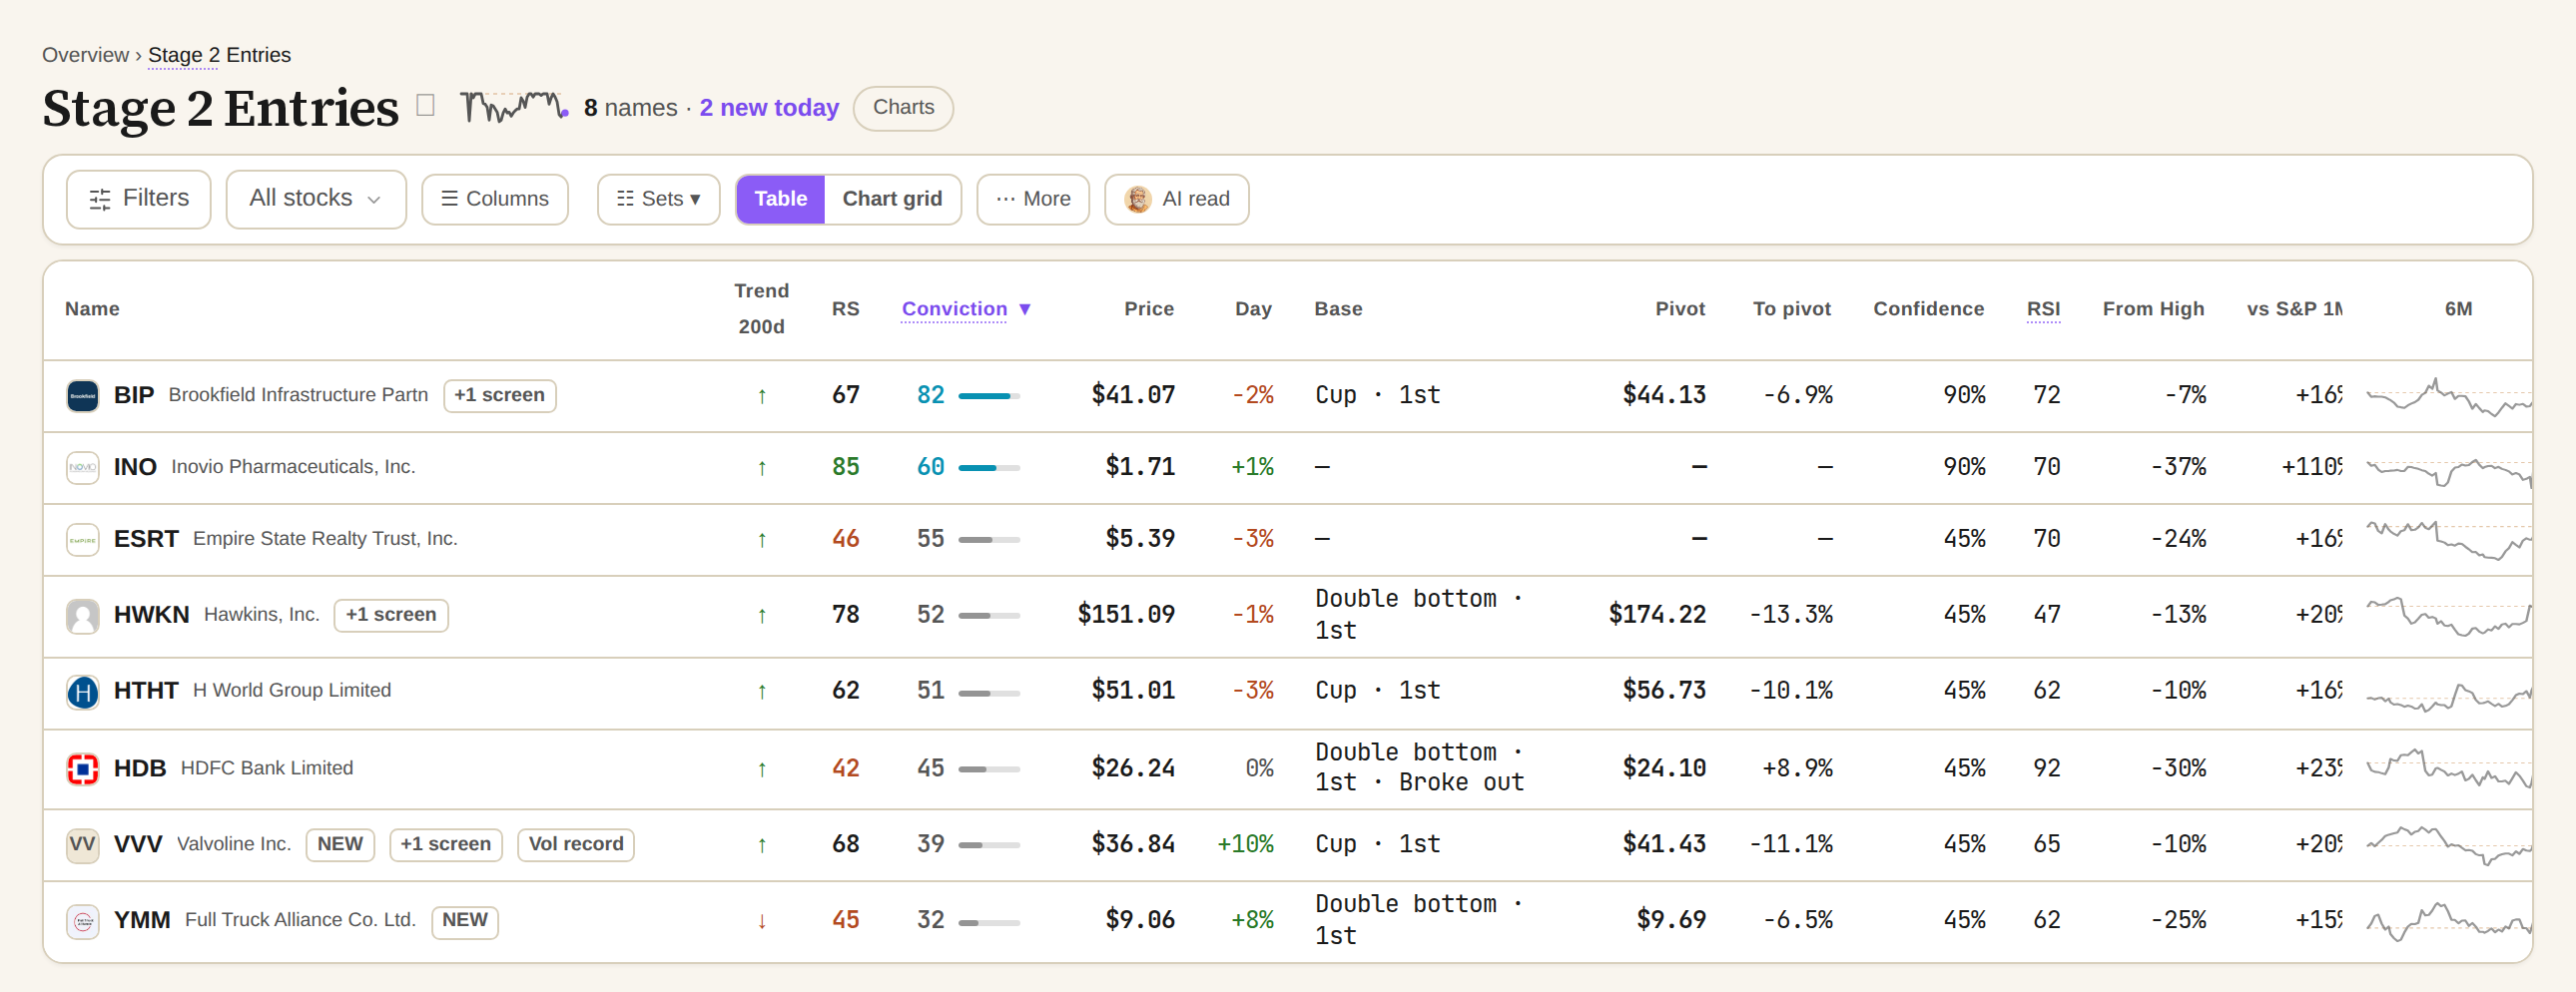 Overview › Stage 2 Entries
Stage 2 Entries 8 names · 2 new today Charts
Filters All stocks Columns Sets ▾ Table Chart grid ··· More AI read
Name Trend 200d RS Conviction ▼ Price Day Base Pivot To pivot Confidence RSI From High vs S&P 1M 6M
BIP Brookfield Infrastructure Partn +1 screen ↑ 67 82 $41.07 -2% Cup · 1st $44.13 -6.9% 90% 72 -7% +16%
INO Inovio Pharmaceuticals, Inc. ↑ 85 60 $1.71 +1% — — — 90% 70 -37% +110%
ESRT Empire State Realty Trust, Inc. ↑ 46 55 $5.39 -3% — — — 45% 70 -24% +16%
HWKN Hawkins, Inc. +1 screen ↑ 78 52 $151.09 -1% Double bottom · 1st $174.22 -13.3% 45% 47 -13% +20%
HTHT H World Group Limited ↑ 62 51 $51.01 -3% Cup · 1st $56.73 -10.1% 45% 62 -10% +16%
HDB HDFC Bank Limited ↑ 42 45 $26.24 0% Double bottom · 1st · Broke out $24.10 +8.9% 45% 92 -30% +23%
VV VVV Valvoline Inc. NEW +1 screen Vol record ↑ 68 39 $36.84 +10% Cup · 1st $41.43 -11.1% 45% 65 -10% +20%
YMM Full Truck Alliance Co. Ltd. NEW ↓ 45 32 $9.06 +8% Double bottom · 1st $9.69 -6.5% 45% 62 -25% +15%